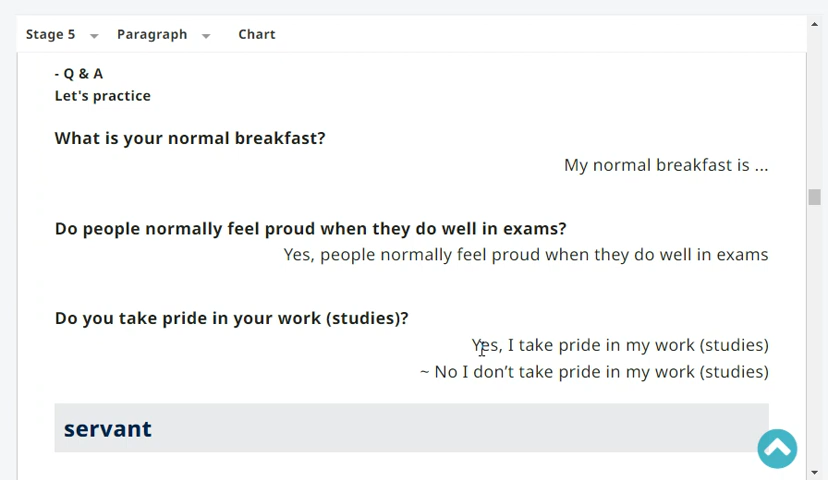 Stage 5 Paragraph Chart
- Q & A
Let's practice
What is your normal breakfast?
My normal breakfast is ...
Do people normally feel proud when they do well in exams?
Yes, people normally feel proud when they do well in exams
Do you take pride in your work (studies)?
Yes, I take pride in my work (studies)
~ No I don’t take pride in my work (studies)
servant